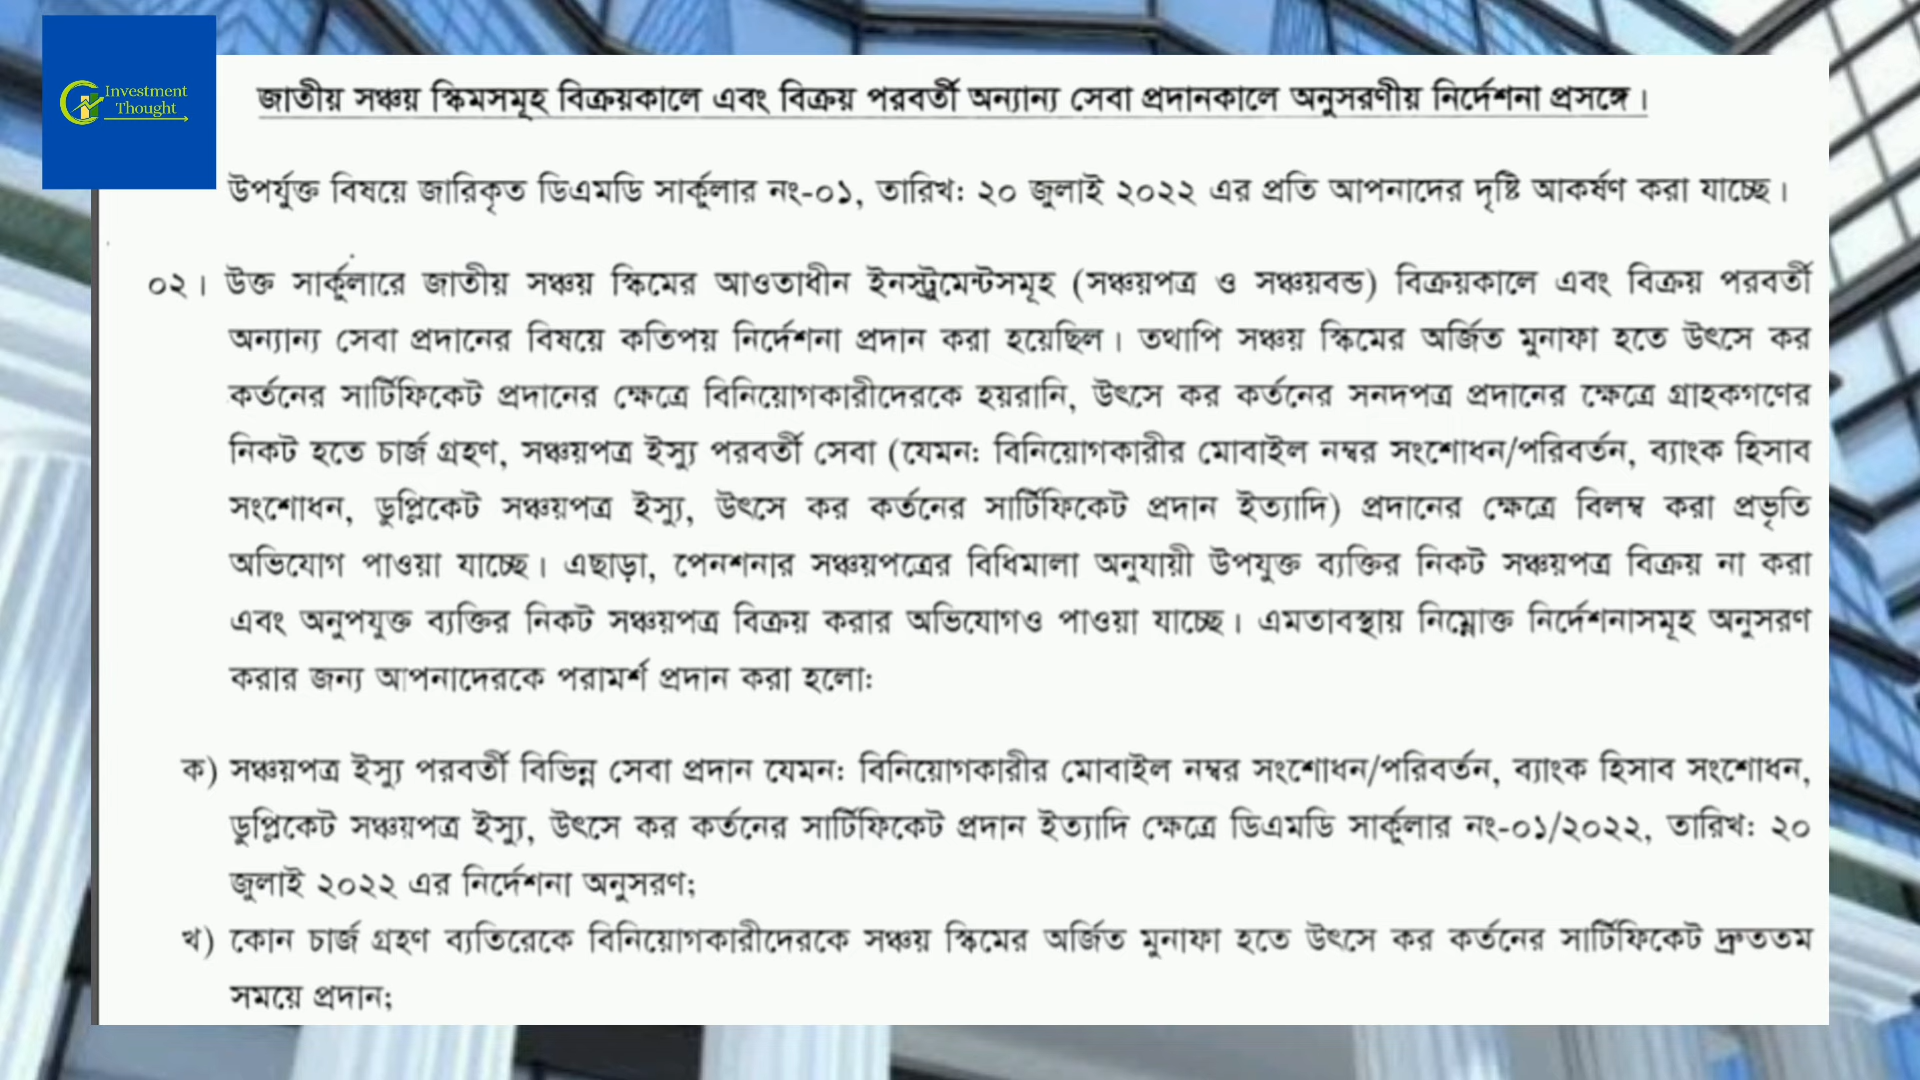 Investment
Thought
জাতীয় সঞ্চয় স্কিমসমূহ বিক্রয়কালে এবং বিক্রয় পরবর্তী অন্যান্য সেবা প্রদানকালে অনুসরণীয় নির্দেশনা প্রসঙ্গে।
উপর্যুক্ত বিষয়ে জারিকৃত ডিএমডি সার্কুলার নং-০১, তারিখ: ২০ জুলাই ২০২২ এর প্রতি আপনাদের দৃষ্টি আকর্ষণ করা যাচ্ছে।
০২। উক্ত সার্কুলারে জাতীয় সঞ্চয় স্কিমের আওতাধীন ইনস্ট্রুমেন্টসমূহ (সঞ্চয়পত্র ও সঞ্চয়বন্ড) বিক্রয়কালে এবং বিক্রয় পরবর্তী
অন্যান্য সেবা প্রদানের বিষয়ে কতিপয় নির্দেশনা প্রদান করা হয়েছিল। তথাপি সঞ্চয় স্কিমের অর্জিত মুনাফা হতে উৎসে কর
কর্তনের সার্টিফিকেট প্রদানের ক্ষেত্রে বিনিয়োগকারীদেরকে হয়রানি, উৎসে কর কর্তনের সনদপত্র প্রদানের ক্ষেত্রে গ্রাহকগণের
নিকট হতে চার্জ গ্রহণ, সঞ্চয়পত্র ইস্যু পরবর্তী সেবা (যেমন: বিনিয়োগকারীর মোবাইল নম্বর সংশোধন/পরিবর্তন, ব্যাংক হিসাব
সংশোধন, ডুপ্লিকেট সঞ্চয়পত্র ইস্যু, উৎসে কর কর্তনের সার্টিফিকেট প্রদান ইত্যাদি) প্রদানের ক্ষেত্রে বিলম্ব করা প্রভৃতি
অভিযোগ পাওয়া যাচ্ছে। এছাড়া, পেনশনার সঞ্চয়পত্রের বিধিমালা অনুযায়ী উপযুক্ত ব্যক্তির নিকট সঞ্চয়পত্র বিক্রয় না করা
এবং অনুপযুক্ত ব্যক্তির নিকট সঞ্চয়পত্র বিক্রয় করার অভিযোগও পাওয়া যাচ্ছে। এমতাবস্থায় নিম্নোক্ত নির্দেশনাসমূহ অনুসরণ
করার জন্য আপনাদেরকে পরামর্শ প্রদান করা হলো:
ক) সঞ্চয়পত্র ইস্যু পরবর্তী বিভিন্ন সেবা প্রদান যেমন: বিনিয়োগকারীর মোবাইল নম্বর সংশোধন/পরিবর্তন, ব্যাংক হিসাব সংশোধন,
ডুপ্লিকেট সঞ্চয়পত্র ইস্যু, উৎসে কর কর্তনের সার্টিফিকেট প্রদান ইত্যাদি ক্ষেত্রে ডিএমডি সার্কুলার নং-০১/২০২২, তারিখ: ২০
জুলাই ২০২২ এর নির্দেশনা অনুসরণ;
খ) কোন চার্জ গ্রহণ ব্যতিরেকে বিনিয়োগকারীদেরকে সঞ্চয় স্কিমের অর্জিত মুনাফা হতে উৎসে কর কর্তনের সার্টিফিকেট দ্রুততম
সময়ে প্রদান;